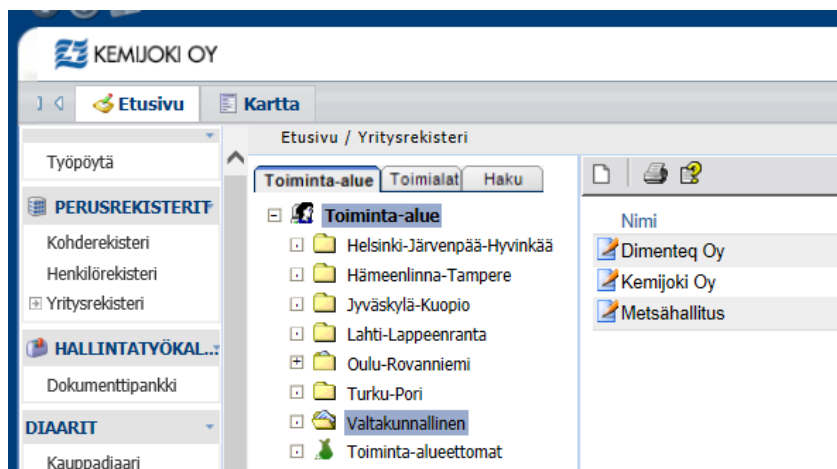 KEMIJOKI OY
Etusivu
Kartta
Työpöytä
PERUSREKISTERIT
Kohderekisteri
Henkilörekisteri
Yritysrekisteri
HALLINTATYÖKAL...
Dokumenttipankki
DIAARIT
Kauppadiaari
Etusivu / Yritysrekisteri
Toiminta-alue Toimialat Haku
Toiminta-alue
Helsinki-Järvenpää-Hyvinkää
Hämeenlinna-Tampere
Jyväskylä-Kuopio
Lahti-Lappeenranta
Oulu-Rovanniemi
Turku-Pori
Valtakunnallinen
Toiminta-alueettomat
Nimi
Dimenteq Oy
Kemijoki Oy
Metsähallitus